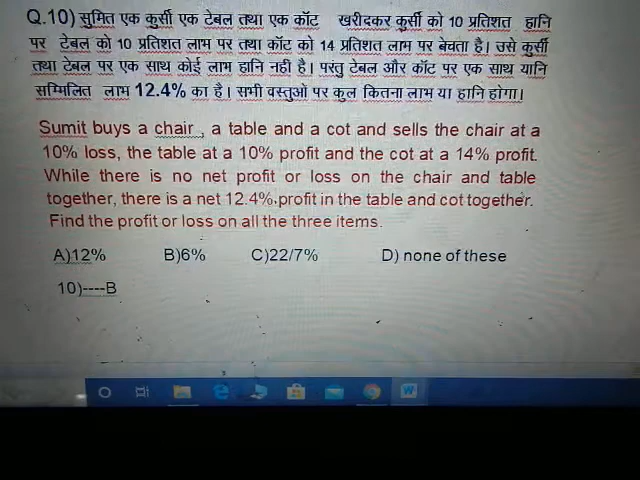 Q.10) सुमित एक कुर्सी एक टेबल तथा एक कॉट खरीदकर कुर्सी को 10 प्रतिशत हानि
पर टेबल को 10 प्रतिशत लाभ पर तथा कॉट को 14 प्रतिशत लाभ पर बेचता है। उसे कुर्सी
तथा टेबल पर एक साथ कोई लाभ हानि नही है। परंतु टेबल और कॉट पर एक साथ यानि
सम्मिलित लाभ 12.4% का है। सभी वस्तुओं पर कुल कितना लाभ या हानि होगा।
Sumit buys a chair , a table and a cot and sells the chair at a
10% loss, the table at a 10% profit and the cot at a 14% profit.
While there is no net profit or loss on the chair and table
together, there is a net 12.4% profit in the table and cot together.
Find the profit or loss on all the three items.
A)12% B)6% C)22/7% D) none of these
10)----B